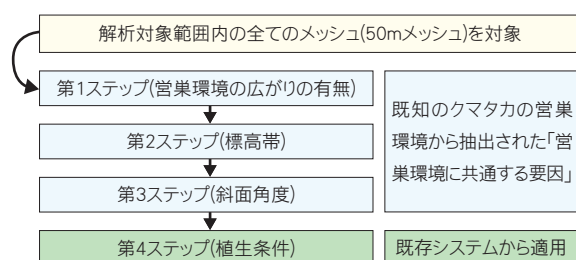 解析対象範囲内の全てのメッシュ(50mメッシュ)を対象
第1ステップ(営巣環境の広がりの有無)
第2ステップ(標高帯)
第3ステップ(斜面角度)
第4ステップ(植生条件)
既知のクマタカの営巣
環境から抽出された「営
巣環境に共通する要因」
既存システムから適用